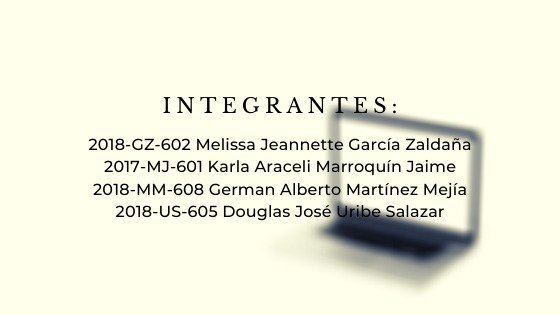 INTEGRANTES:
2018-GZ-602 Melissa Jeannette García Zaldaña
2017-MJ-601 Karla Araceli Marroquín Jaime
2018-MM-608 German Alberto Martínez Mejía
2018-US-605 Douglas José Uribe Salazar